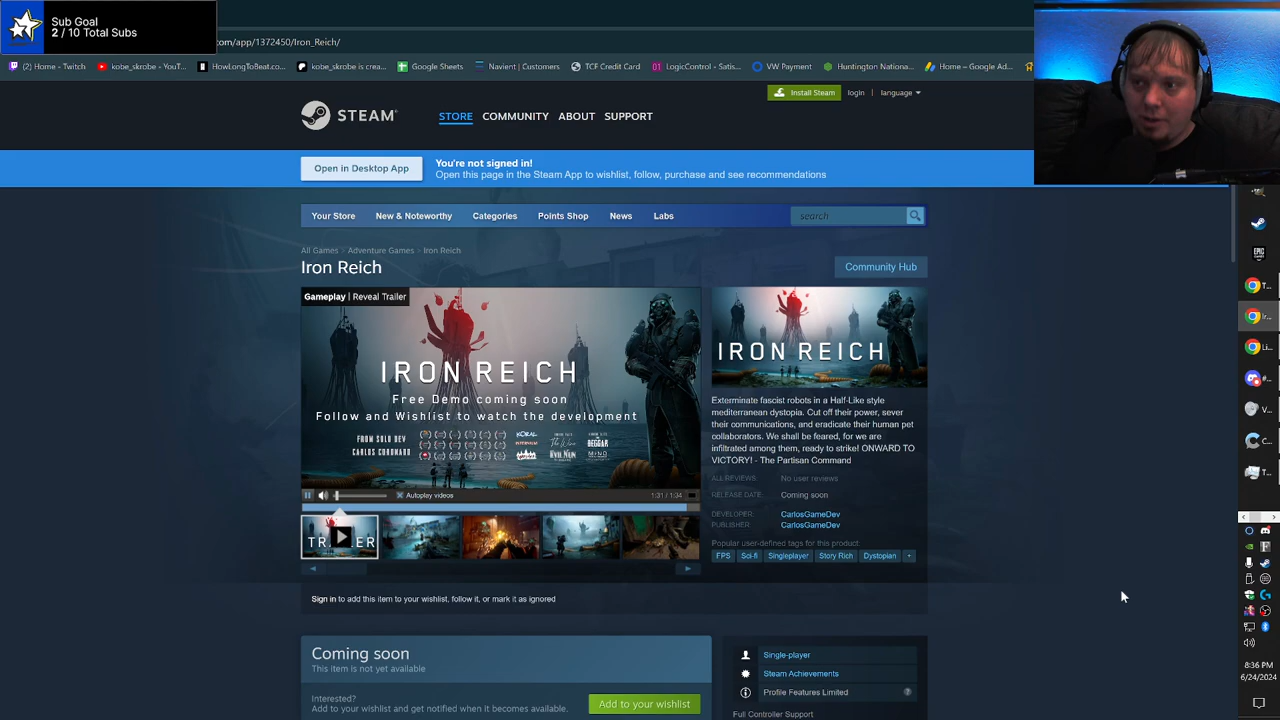 Sub Goal
2 / 10 Total Subs
com/app/1372450/Iron_Reich/
(2) Home - Twitch
kobe_skrobe - YouT...
HowLongToBeat.co...
kobe_skrobe is crea...
Google Sheets
Navient | Customers
TCF Credit Card
LogicControl - Satis...
VW Payment
Huntington Nationa...
Home – Google Ad...
STEAM
STORE COMMUNITY ABOUT SUPPORT
Install Steam login | language
Open in Desktop App
You're not signed in!
Open this page in the Steam App to wishlist, follow, purchase and see recommendations
Your Store New & Noteworthy Categories Points Shop News Labs search
All Games > Adventure Games > Iron Reich
Iron Reich
Community Hub
Gameplay | Reveal Trailer
IRON REICH
Free Demo coming soon
Follow and Wishlist to watch the development
FROM SOLO DEV
CARLOS CORONADO
KORAL
MIND
EVIL NUN
BEGGAR
Autoplay videos
1:31 / 1:34
TR LER
IRON REICH
Exterminate fascist robots in a Half-Like style
mediterranean dystopia. Cut off their power, sever
their communications, and eradicate their human pet
collaborators. We shall be feared, for we are
infiltrated among them, ready to strike! ONWARD TO
VICTORY! - The Partisan Command
ALL REVIEWS: No user reviews
RELEASE DATE: Coming soon
DEVELOPER: CarlosGameDev
PUBLISHER: CarlosGameDev
Popular user-defined tags for this product:
FPS Sci-fi Singleplayer Story Rich Dystopian +
Sign in to add this item to your wishlist, follow it, or mark it as ignored
Coming soon
This item is not yet available
Interested?
Add to your wishlist and get notified when it becomes available.
Add to your wishlist
Single-player
Steam Achievements
Profile Features Limited ?
Full Controller Support
EPIC
T...
Ir...
Li...
V...
C...
T...
8:36 PM
6/24/2024